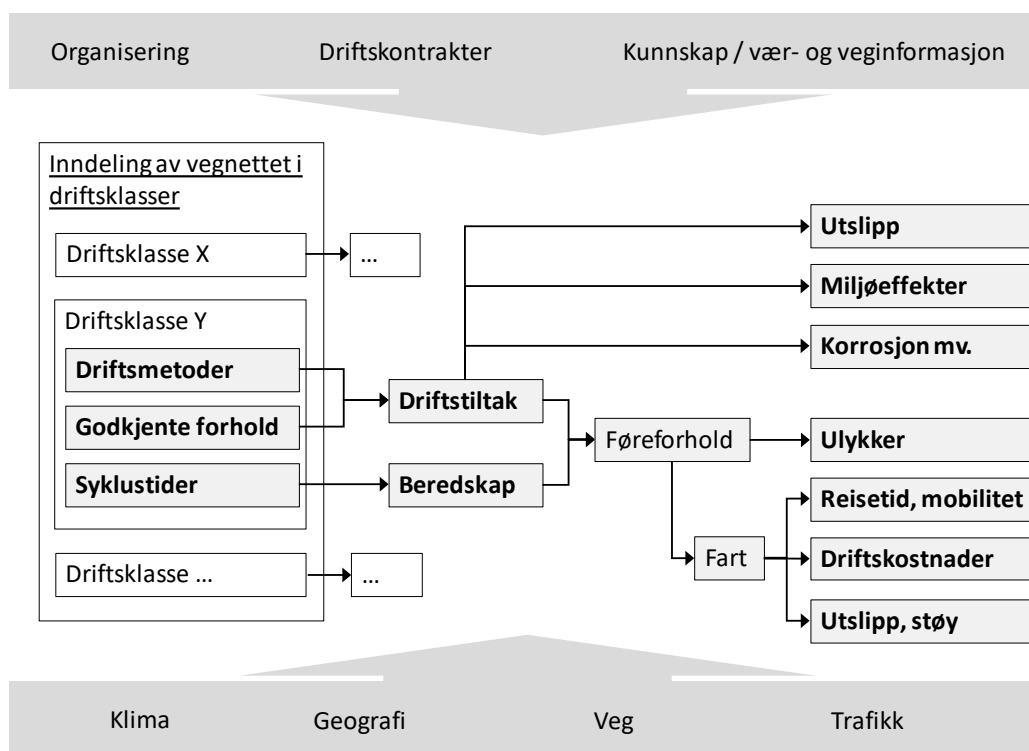 Organisering
Driftskontrakter
Kunnskap / vær- og veginformasjon
Inndeling av vegnettet i
driftsklasser
Driftsklasse X
...
Driftsklasse Y
Driftsmetoder
Godkjente forhold
Syklustider
Driftsklasse ...
...
Driftstiltak
Beredskap
Føreforhold
Fart
Utslipp
Miljøeffekter
Korrosjon mv.
Ulykker
Reisetid, mobilitet
Driftskostnader
Utslipp, støy
Klima
Geografi
Veg
Trafikk